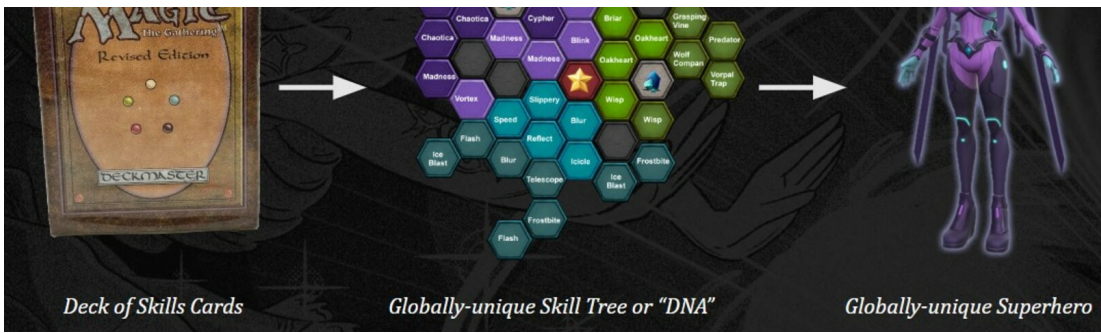 MAGIC
The Gathering
Revised Edition
DECKMASTER
Chaotica
Cypher
Briar
Grasping
Vine
Chaotica
Madness
Blink
Oakheart
Predator
Madness
Oakheart
Wolf
Compan
Madness
Vorpal
Trap
Vortex
Slippery
Wisp
Speed
Blur
Wisp
Flash
Reflect
Ice
Blast
Blur
Icicle
Frostbite
Telescope
Ice
Blast
Frostbite
Flash
Deck of Skills Cards
Globally-unique Skill Tree or “DNA”
Globally-unique Superhero